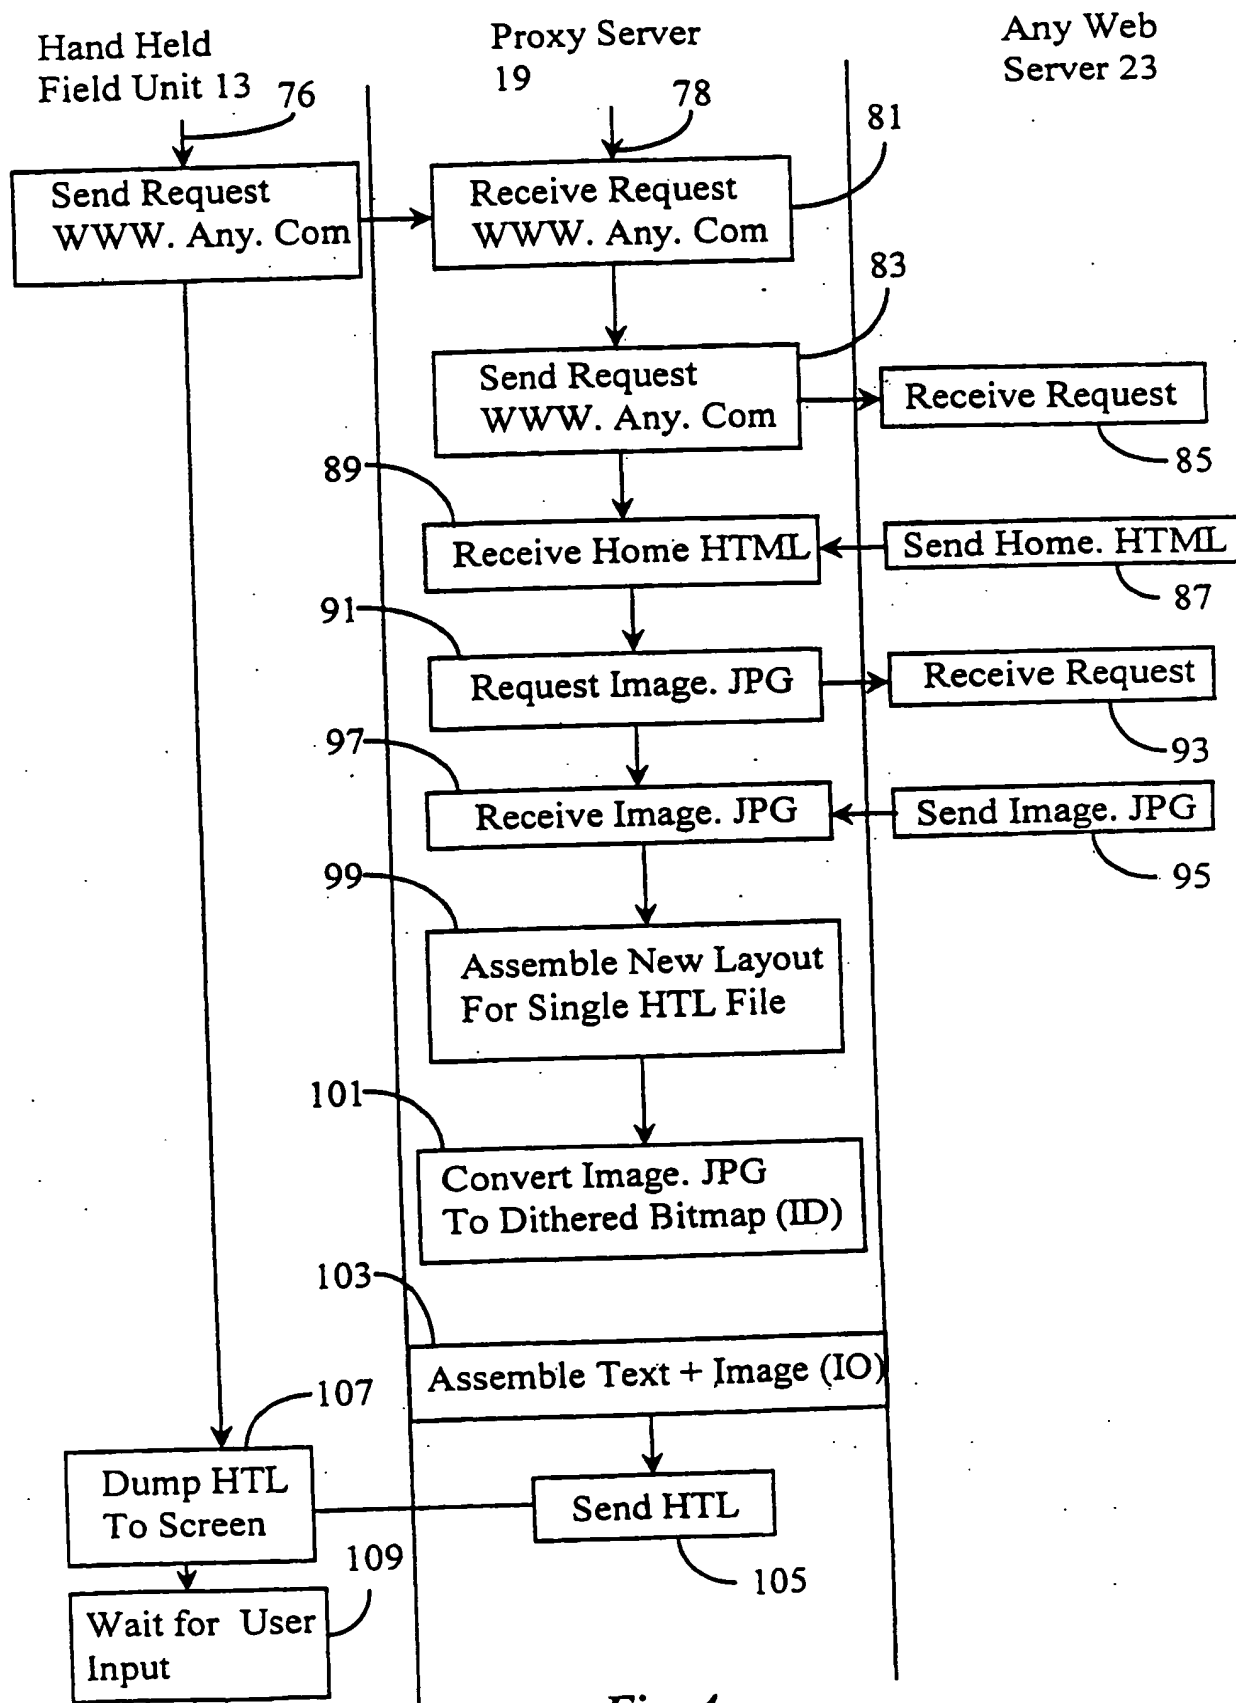 Hand Held
Field Unit 13
76
Proxy Server
19
78
Any Web
Server 23
81
Send Request
WWW. Any. Com
Receive Request
WWW. Any. Com
83
Send Request
WWW. Any. Com
Receive Request
85
89
Receive Home HTML
Send Home. HTML
87
91
Request Image. JPG
Receive Request
93
97
Receive Image. JPG
Send Image. JPG
95
99
Assemble New Layout
For Single HTL File
101
Convert Image. JPG
To Dithered Bitmap (ID)
103
Assemble Text + Image (IO)
107
Dump HTL
To Screen
Send HTL
105
109
Wait for User
Input